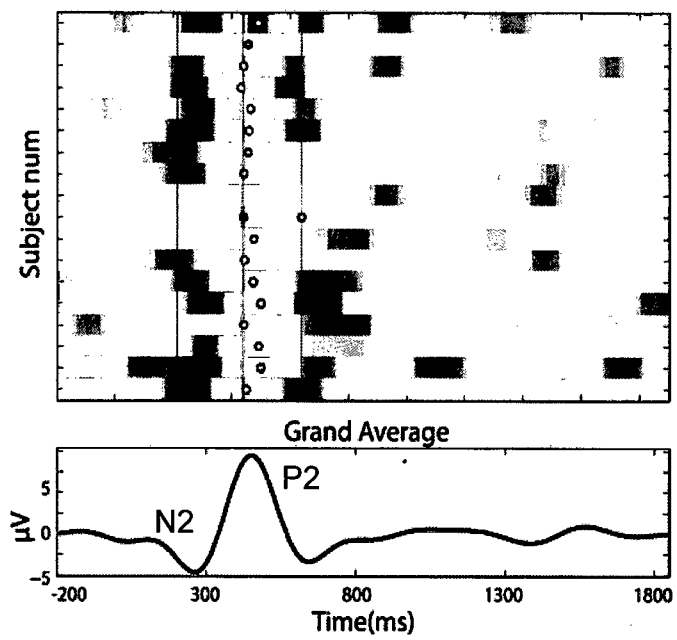 Subject num
Grand Average
P2
N2
µV
5
0
-5
-200
300
800
1300
1800
Time(ms)